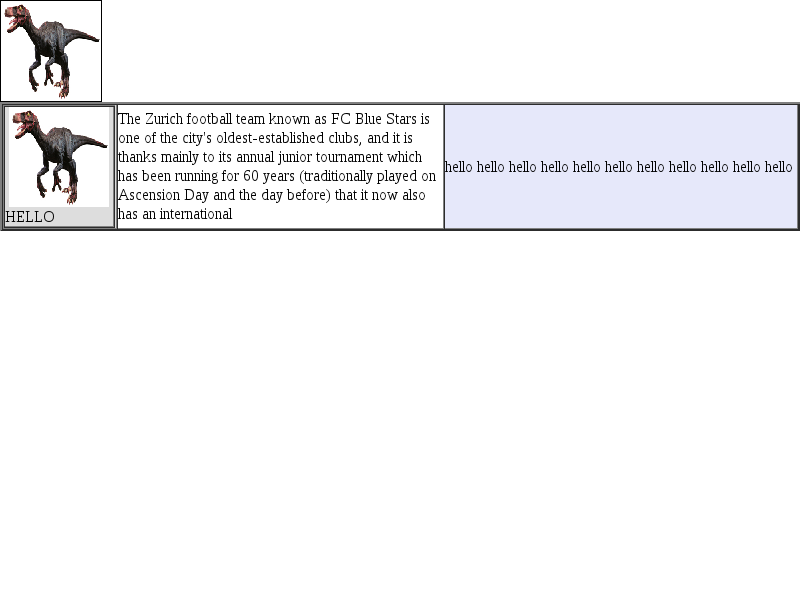 HELLO
The Zurich football team known as FC Blue Stars is
one of the city's oldest-established clubs, and it is
thanks mainly to its annual junior tournament which
has been running for 60 years (traditionally played on
Ascension Day and the day before) that it now also
has an international
hello hello hello hello hello hello hello hello hello hello hello